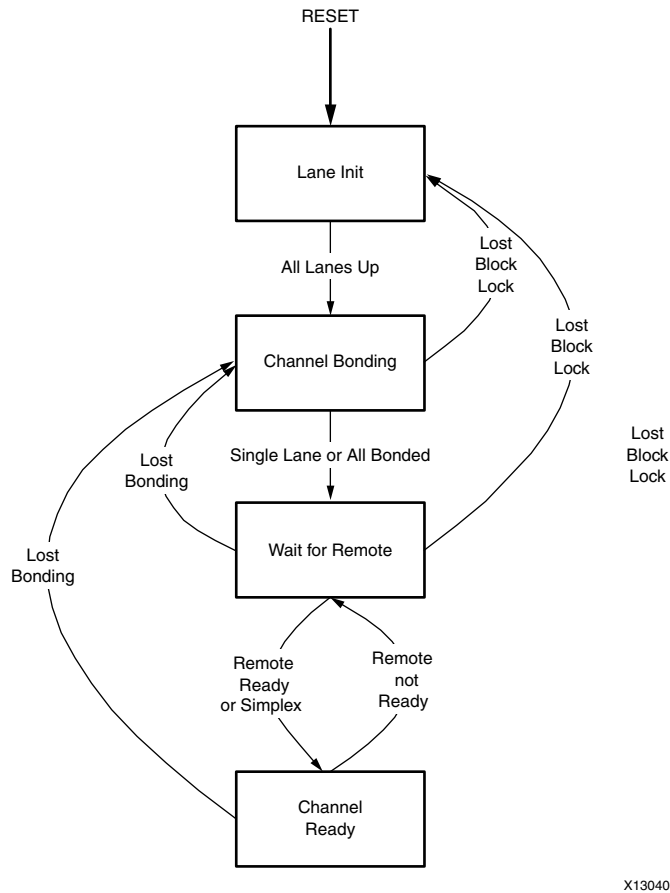 RESET
Lane Init
All Lanes Up
Lost
Block
Lock
Channel Bonding
Lost
Block
Lock
Single Lane or All Bonded
Lost
Block
Lock
Lost
Bonding
Wait for Remote
Lost
Bonding
Remote
Ready
or Simplex
Remote
not
Ready
Channel
Ready
X13040